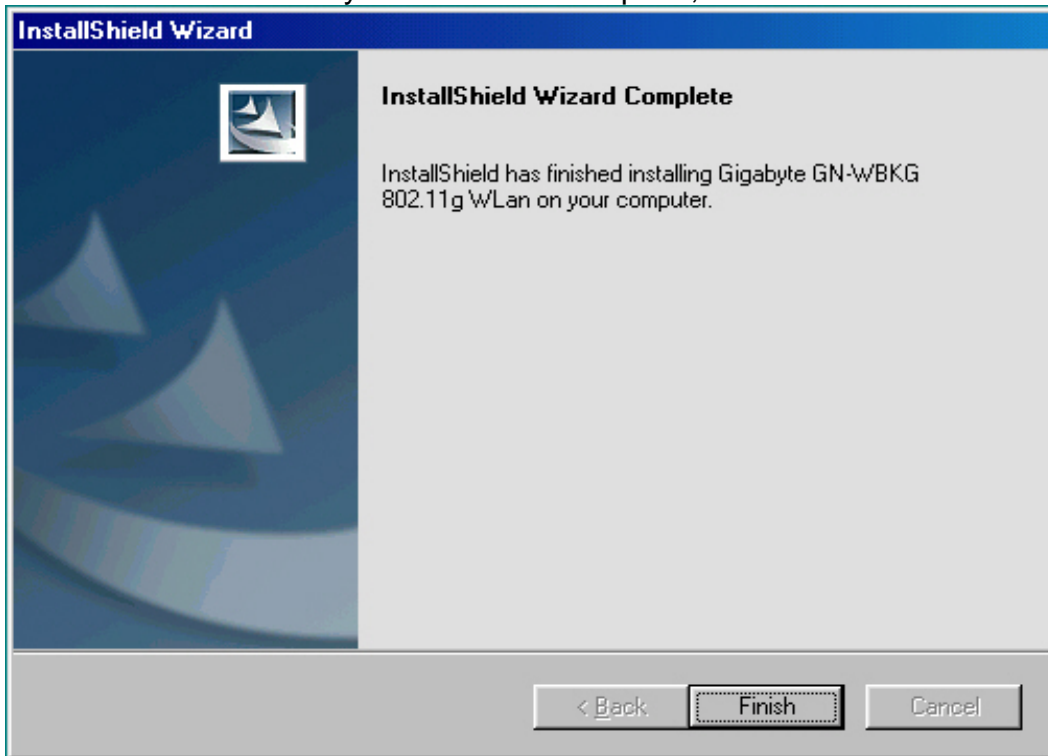 InstallShield Wizard
InstallShield Wizard Complete
InstallShield has finished installing Gigabyte GN-WBKG
802.11g WLan on your computer.
< Back
Finish
Cancel